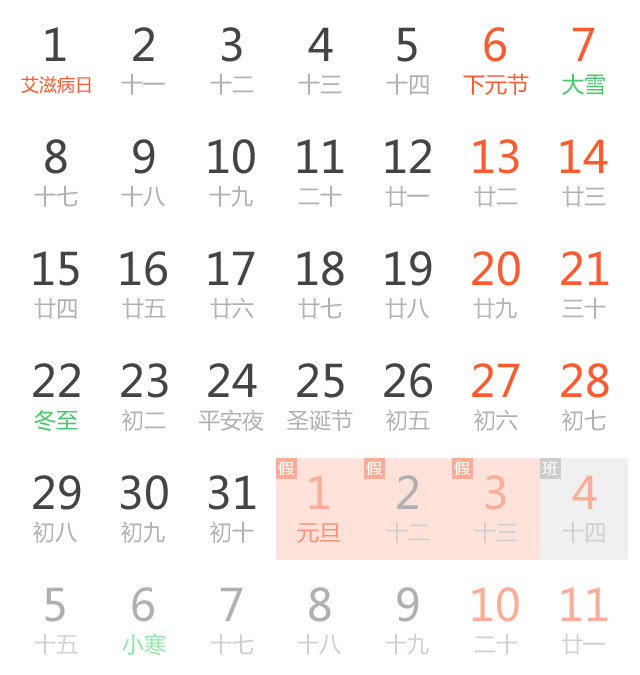 1 2 3 4 5 6 7
艾滋病日 十一 十二 十三 十四 下元节 大雪
8 9 10 11 12 13 14
十七 十八 十九 二十 廿一 廿二 廿三
15 16 17 18 19 20 21
廿四 廿五 廿六 廿七 廿八 廿九 三十
22 23 24 25 26 27 28
冬至 初二 平安夜 圣诞节 初五 初六 初七
假 假 假 班
29 30 31 1 2 3 4
初八 初九 初十 元旦 十二 十三 十四
5 6 7 8 9 10 11
十五 小寒 十七 十八 十九 二十 廿一